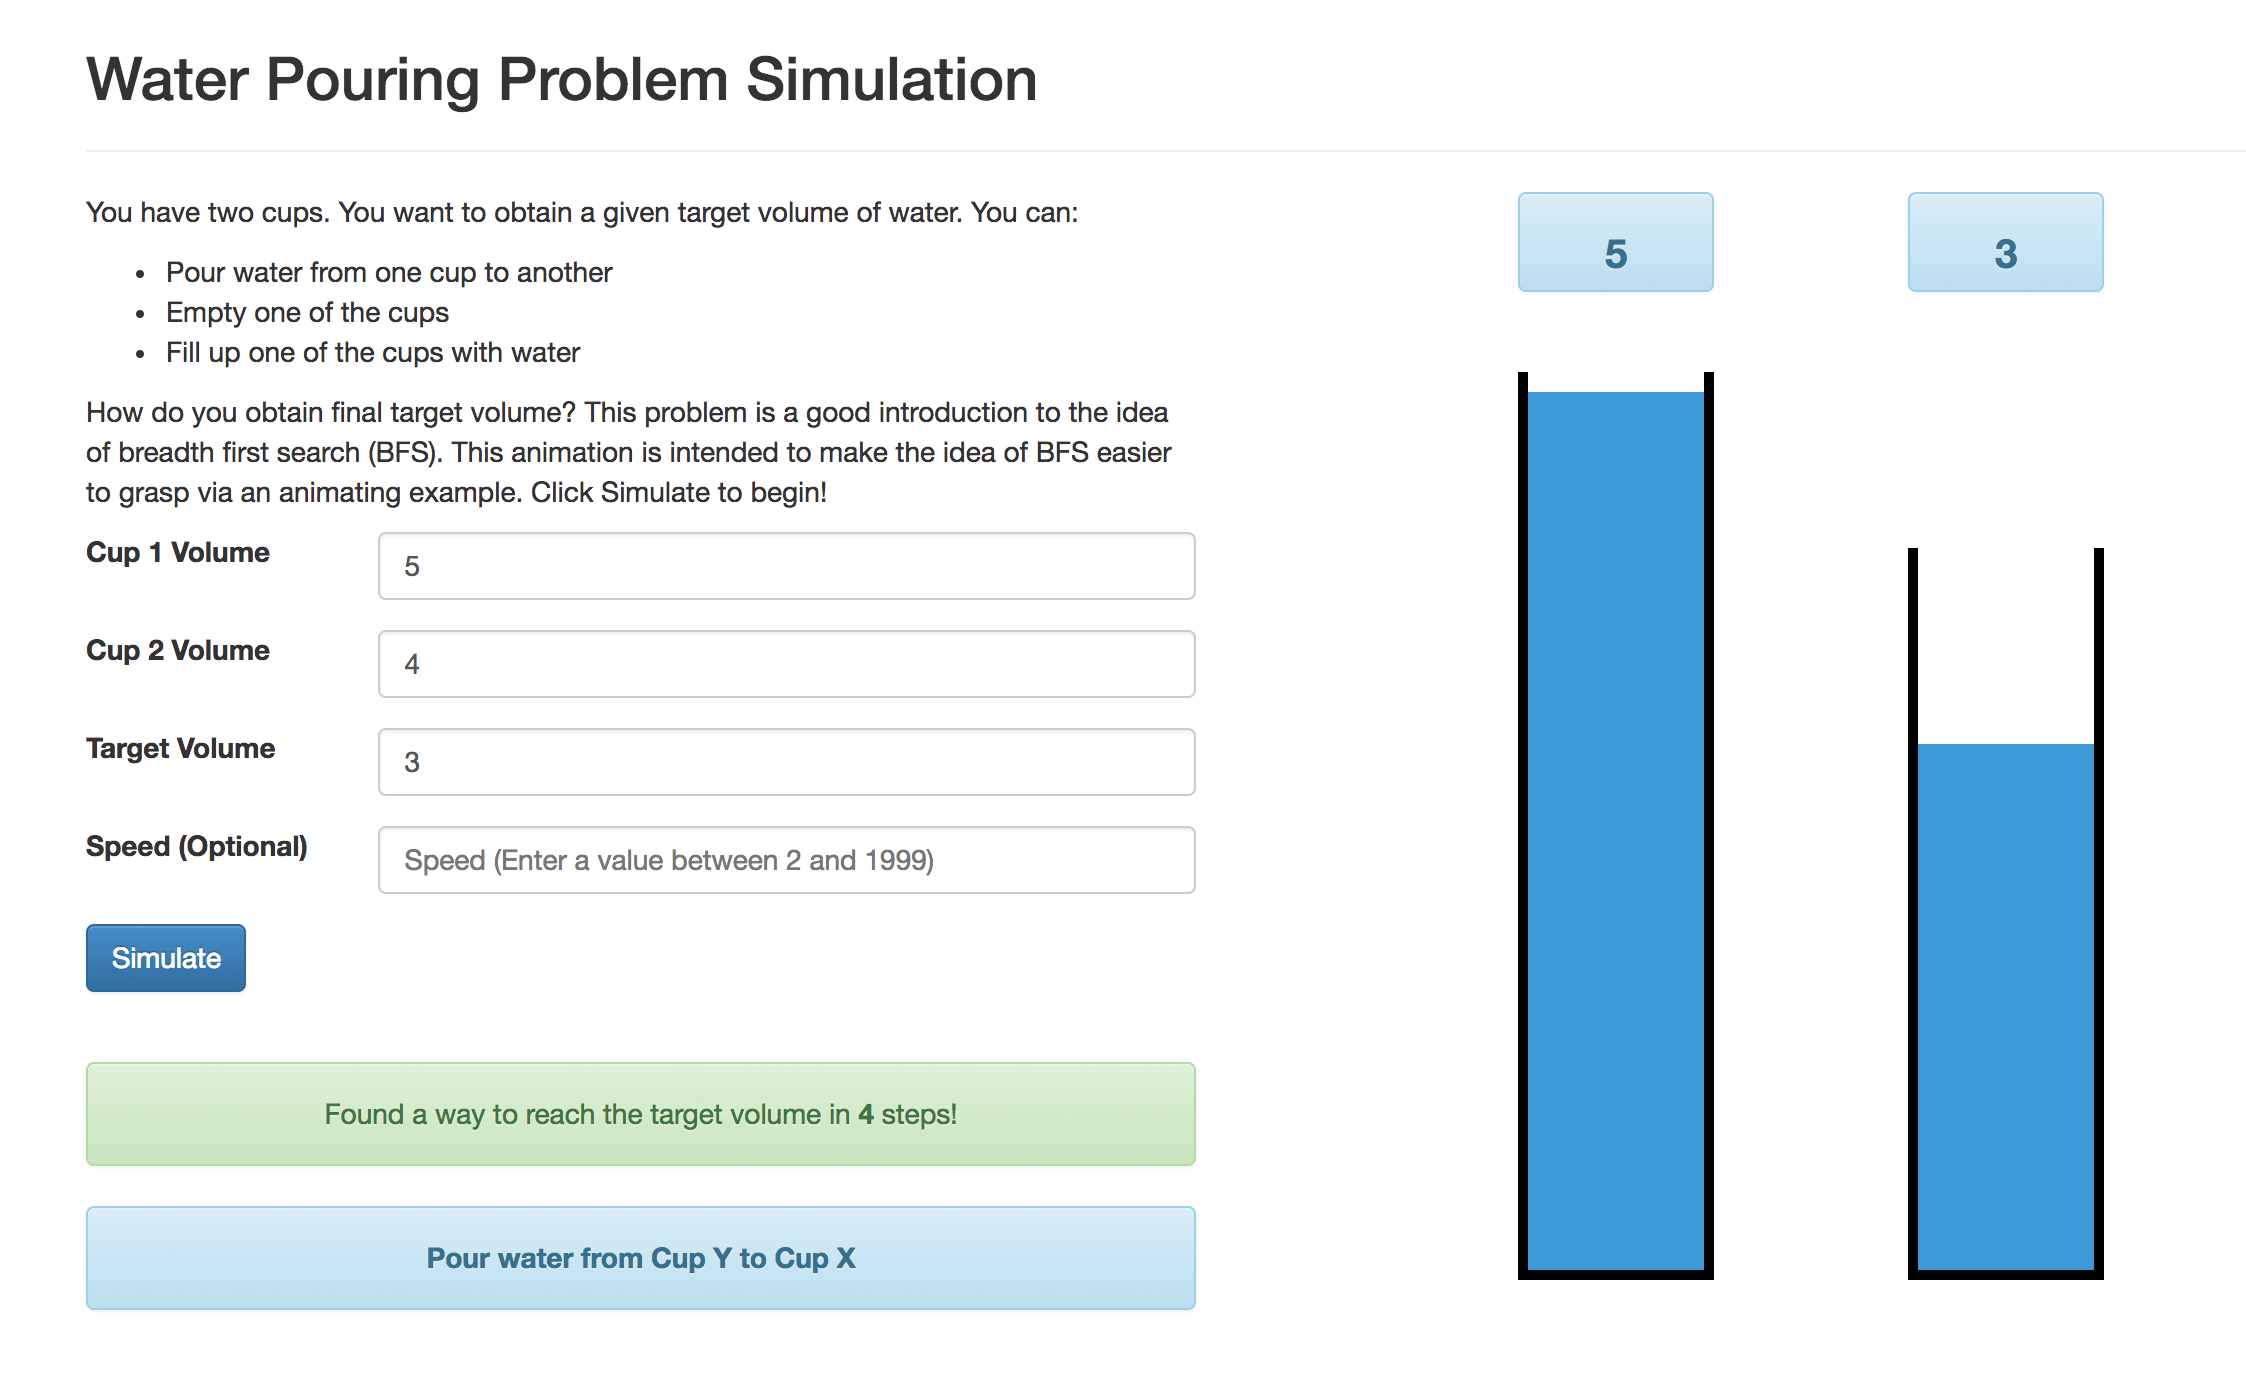 Water Pouring Problem Simulation
You have two cups. You want to obtain a given target volume of water. You can:
• Pour water from one cup to another
• Empty one of the cups
• Fill up one of the cups with water
How do you obtain final target volume? This problem is a good introduction to the idea
of breadth first search (BFS). This animation is intended to make the idea of BFS easier
to grasp via an animating example. Click Simulate to begin!
Cup 1 Volume
5
Cup 2 Volume
4
Target Volume
3
Speed (Optional)
Speed (Enter a value between 2 and 1999)
Simulate
Found a way to reach the target volume in 4 steps!
Pour water from Cup Y to Cup X
5
3